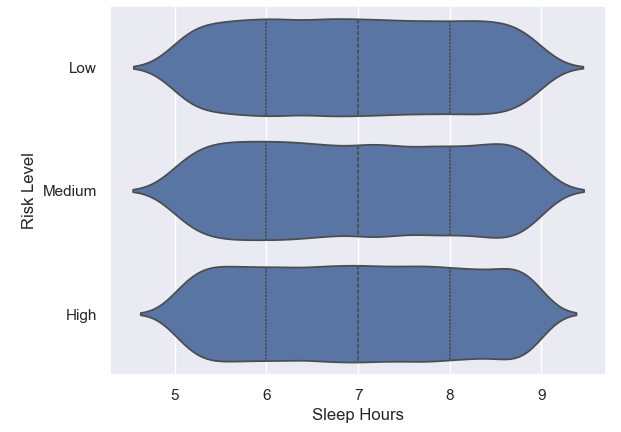 Low
Medium
High
Risk Level
5 6 7 8 9
Sleep Hours